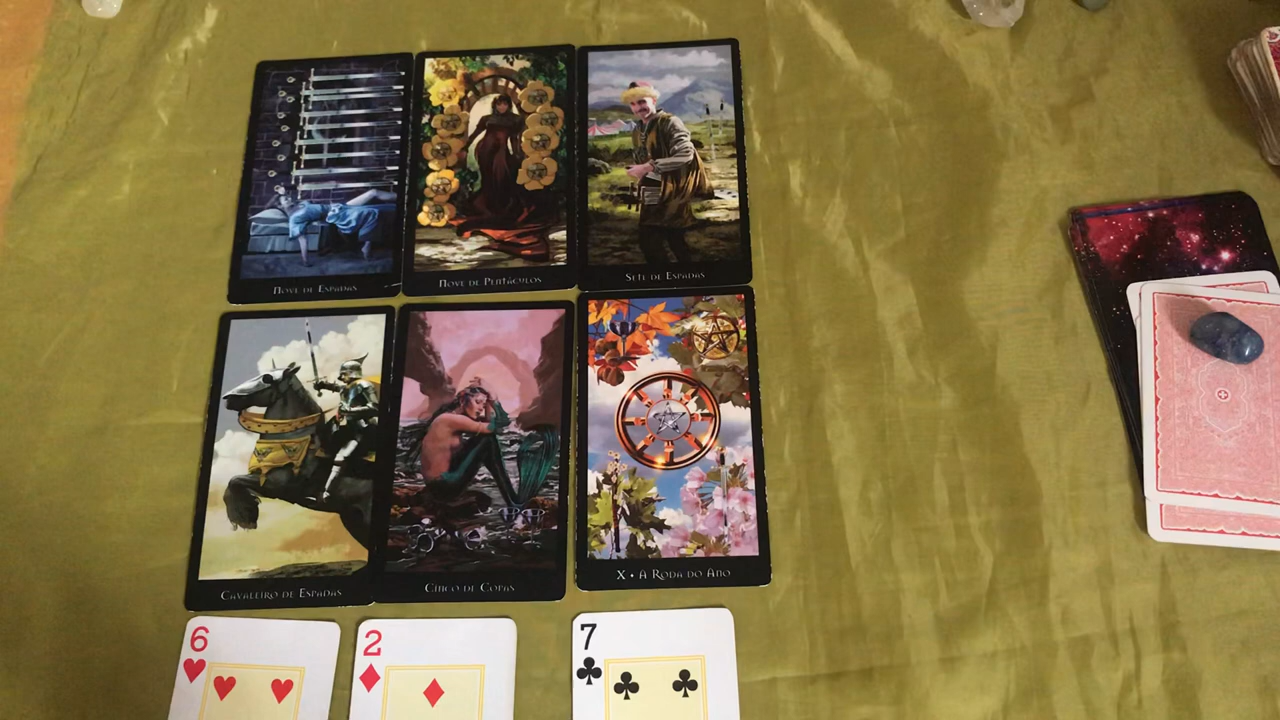 Nove de Espadas
Nove de Pentáculos
Sete de Espadas
Cavaleiro de Espadas
Cinco de Copas
X • A Roda do Ano
6
2
7